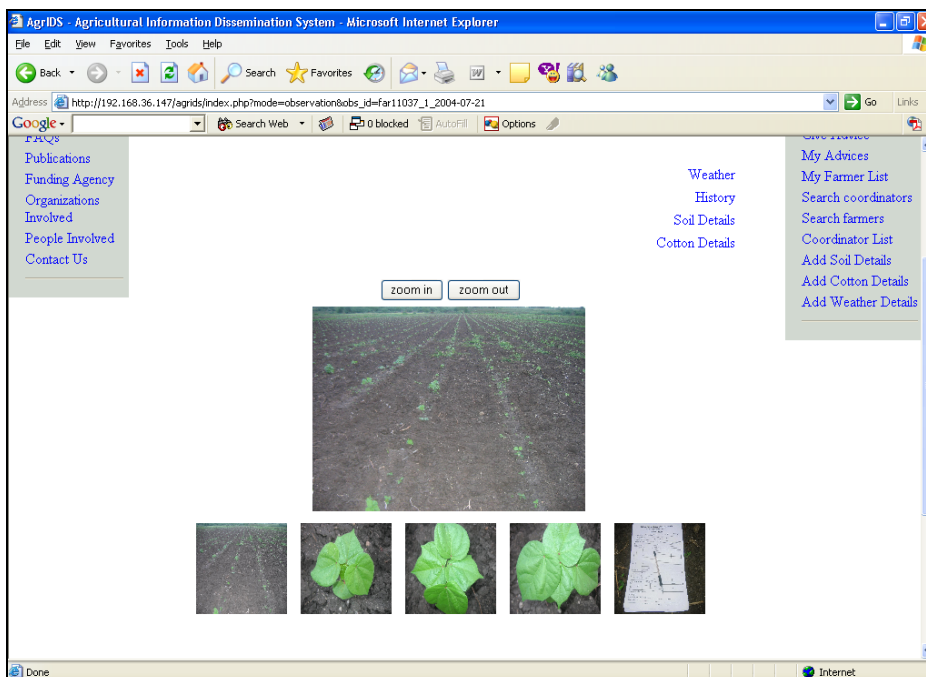 AgrIDS - Agricultural Information Dissemination System - Microsoft Internet Explorer
File Edit View Favorites Tools Help
Back Search Favorites
Address http://192.168.36.147/agrids/index.php?mode=observation&obs_id=far11037_1_2004-07-21 Go Links
Google Search Web 0 blocked AutoFill Options
FAQs
Publications
Funding Agency
Organizations
Involved
People Involved
Contact Us
Weather
History
Soil Details
Cotton Details
zoom in zoom out
Give Advice
My Advices
My Farmer List
Search coordinators
Search farmers
Coordinator List
Add Soil Details
Add Cotton Details
Add Weather Details
Done Internet